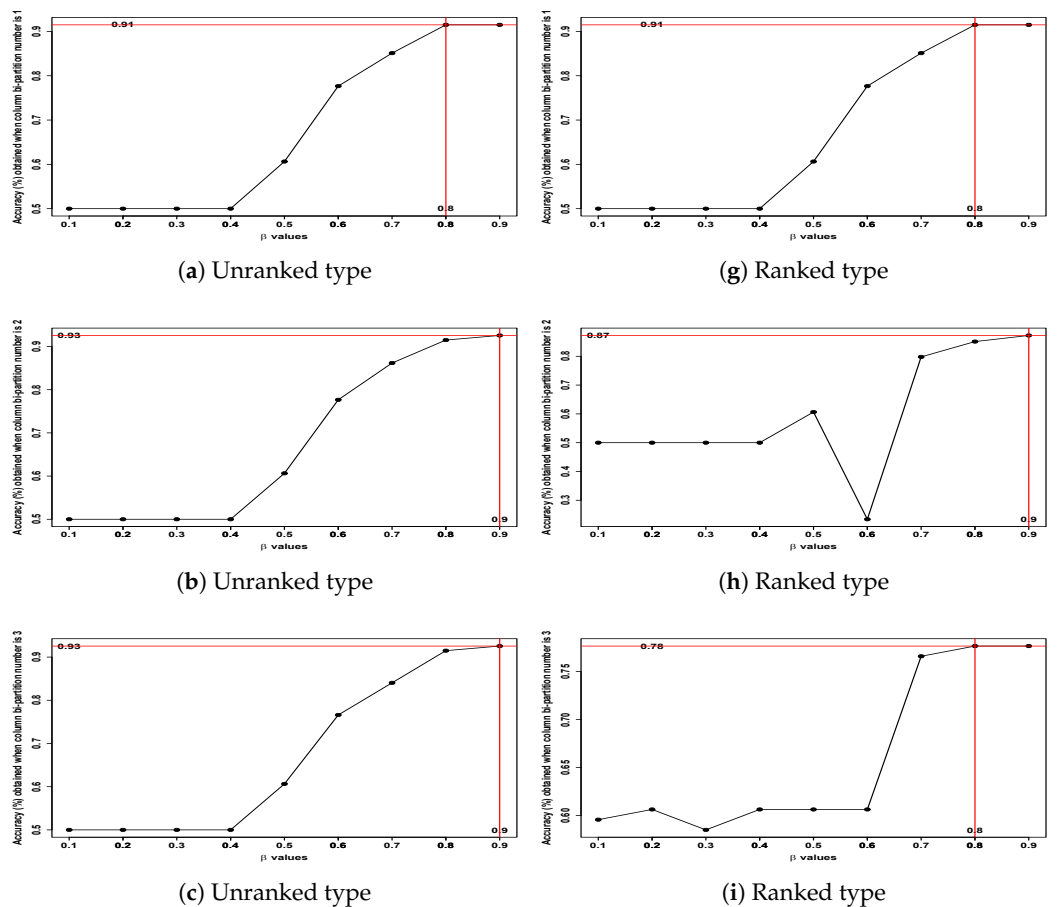 Accuracy (%) obtained when column bi-partition number is 1
0.5 0.6 0.7 0.8 0.9
0.91
0.8
0.1 0.2 0.3 0.4 0.5 0.6 0.7 0.8 0.9
β values
(a) Unranked type
Accuracy (%) obtained when column bi-partition number is 1
0.5 0.6 0.7 0.8 0.9
0.91
0.8
0.1 0.2 0.3 0.4 0.5 0.6 0.7 0.8 0.9
β values
(g) Ranked type
Accuracy (%) obtained when column bi-partition number is 2
0.5 0.6 0.7 0.8 0.9
0.93
0.9
0.1 0.2 0.3 0.4 0.5 0.6 0.7 0.8 0.9
β values
(b) Unranked type
Accuracy (%) obtained when column bi-partition number is 2
0.3 0.4 0.5 0.6 0.7 0.8
0.87
0.9
0.1 0.2 0.3 0.4 0.5 0.6 0.7 0.8 0.9
β values
(h) Ranked type
Accuracy (%) obtained when column bi-partition number is 3
0.5 0.6 0.7 0.8 0.9
0.93
0.9
0.1 0.2 0.3 0.4 0.5 0.6 0.7 0.8 0.9
β values
(c) Unranked type
Accuracy (%) obtained when column bi-partition number is 3
0.60 0.65 0.70 0.75
0.78
0.8
0.1 0.2 0.3 0.4 0.5 0.6 0.7 0.8 0.9
β values
(i) Ranked type